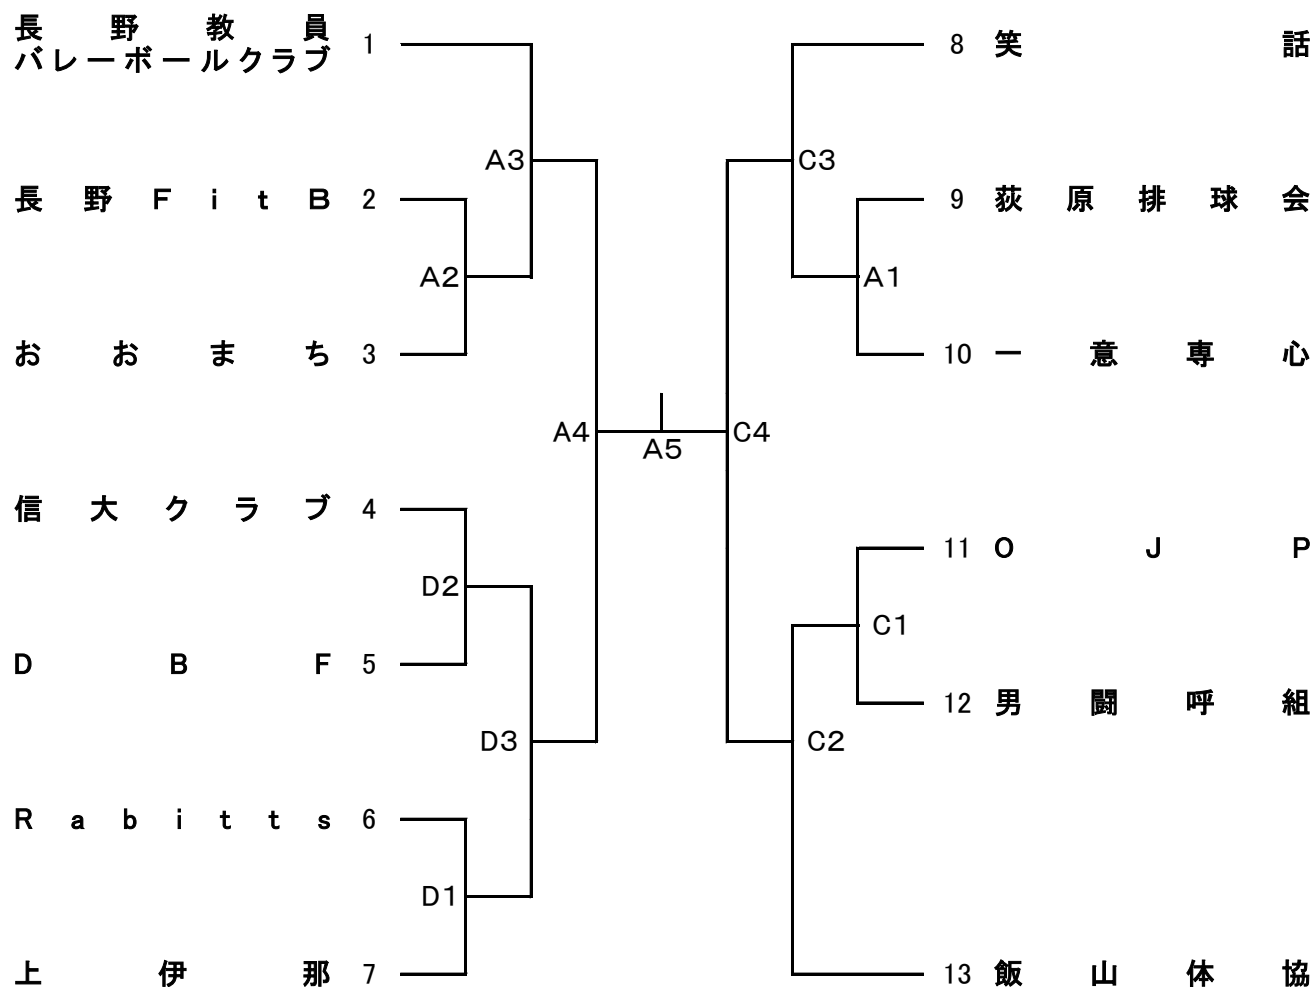 長野教員
バレーボールクラブ 1
A3
長野FitB 2
A2
おおまち 3
A4
信大クラブ 4
D2
DBF 5
D3
Rabitts 6
D1
上伊那 7
A5
8 笑話
C3
9 荻原排球会
A1
10 一意専心
C4
11 OJP
C1
12 男闘呼組
C2
13 飯山体協